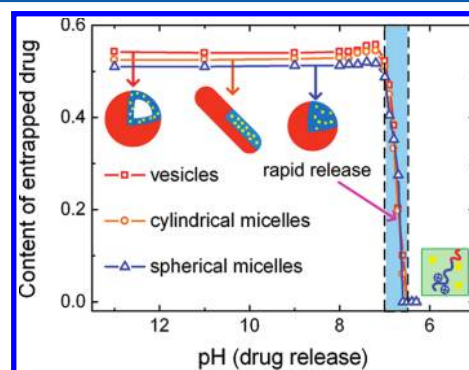 Content of entrapped drug
0.6
0.4
0.2
0.0
rapid release
vesicles
cylindrical micelles
spherical micelles
12
10
8
6
pH (drug release)